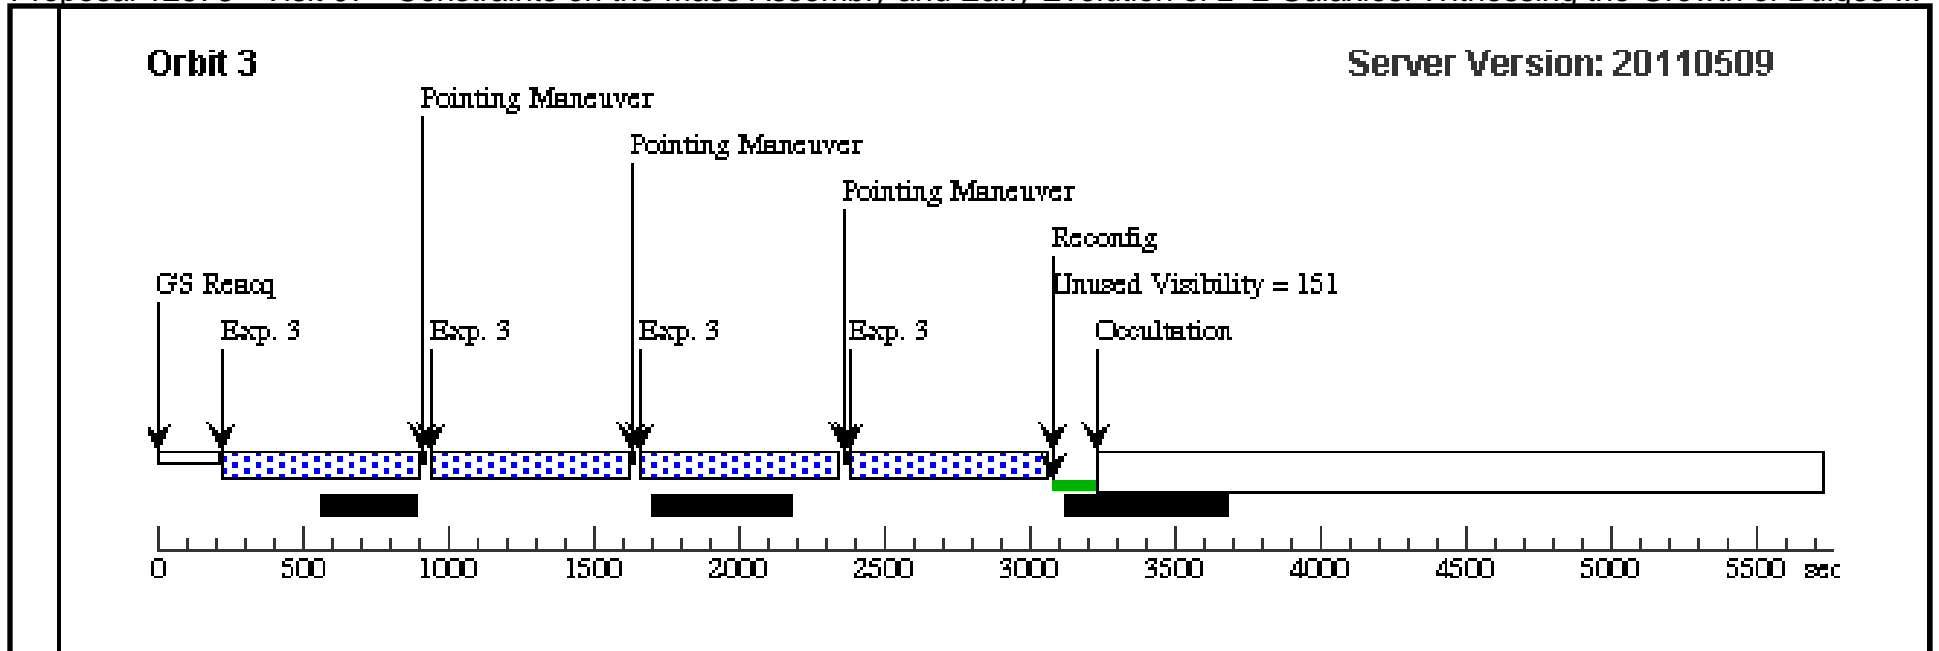 Orbit 3
Server Version: 20110509
Pointing Maneuver
Pointing Maneuver
Pointing Maneuver
Reconfig
GS Reacq
Unused Visibility = 151
Exp. 3
Exp. 3
Exp. 3
Exp. 3
Occultation
0 500 1000 1500 2000 2500 3000 3500 4000 4500 5000 5500 sec